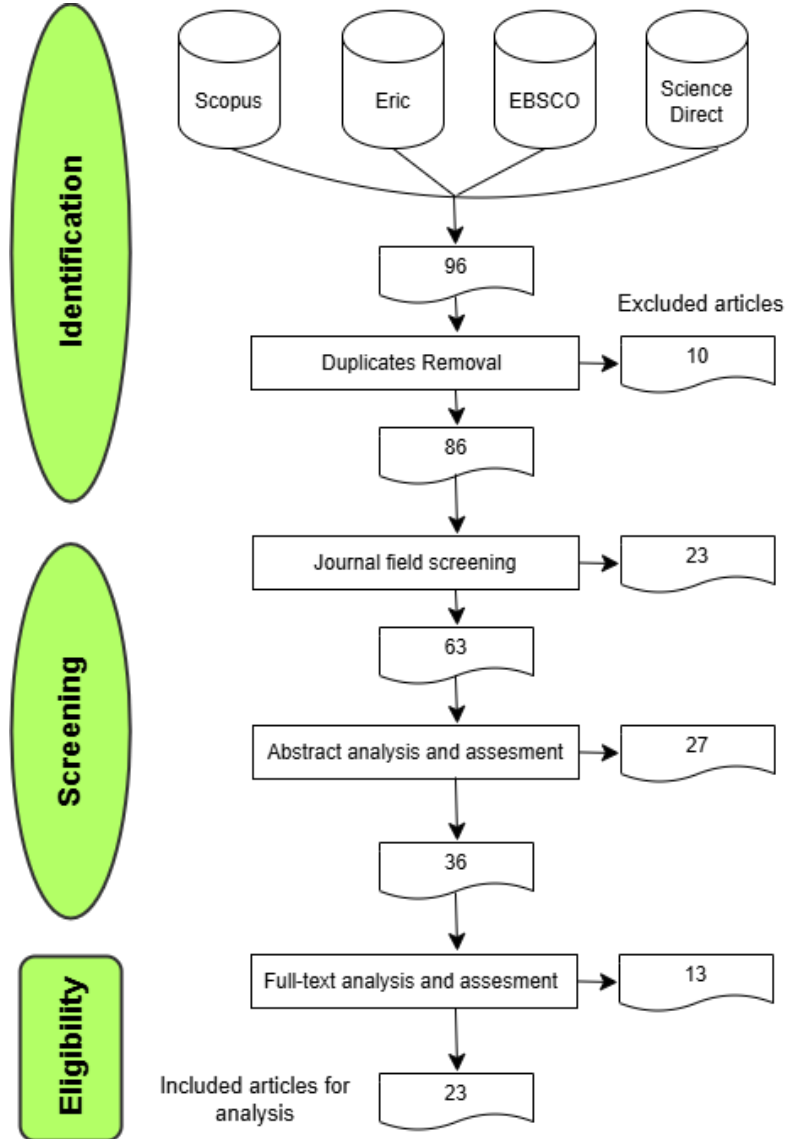 Identification
Scopus
Eric
EBSCO
Science
Direct
96
Excluded articles
Duplicates Removal
10
86
Screening
Journal field screening
23
63
Abstract analysis and assesment
27
36
Eligibility
Full-text analysis and assesment
13
Included articles for
analysis
23